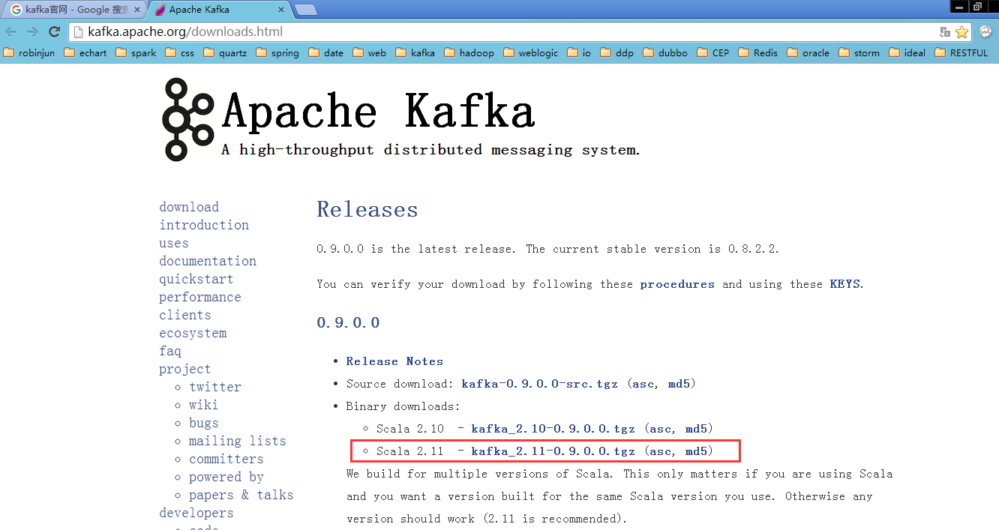 kafka官网 - Google 搜索
Apache Kafka
kafka.apache.org/downloads.html
robinjun echart spark css quartz spring date web kafka hadoop weblogic io ddp dubbo CEP Redis oracle storm ideal RESTFUL
Apache Kafka
A high-throughput distributed messaging system.
download
introduction
uses
documentation
quickstart
performance
clients
ecosystem
faq
project
twitter
wiki
bugs
mailing lists
committers
powered by
papers & talks
developers
Releases
0.9.0.0 is the latest release. The current stable version is 0.8.2.2.
You can verify your download by following these procedures and using these KEYS.
0.9.0.0
Release Notes
Source download: kafka-0.9.0.0-src.tgz (asc, md5)
Binary downloads:
Scala 2.10 - kafka_2.10-0.9.0.0.tgz (asc, md5)
Scala 2.11 - kafka_2.11-0.9.0.0.tgz (asc, md5)
We build for multiple versions of Scala. This only matters if you are using Scala
and you want a version built for the same Scala version you use. Otherwise any
version should work (2.11 is recommended).